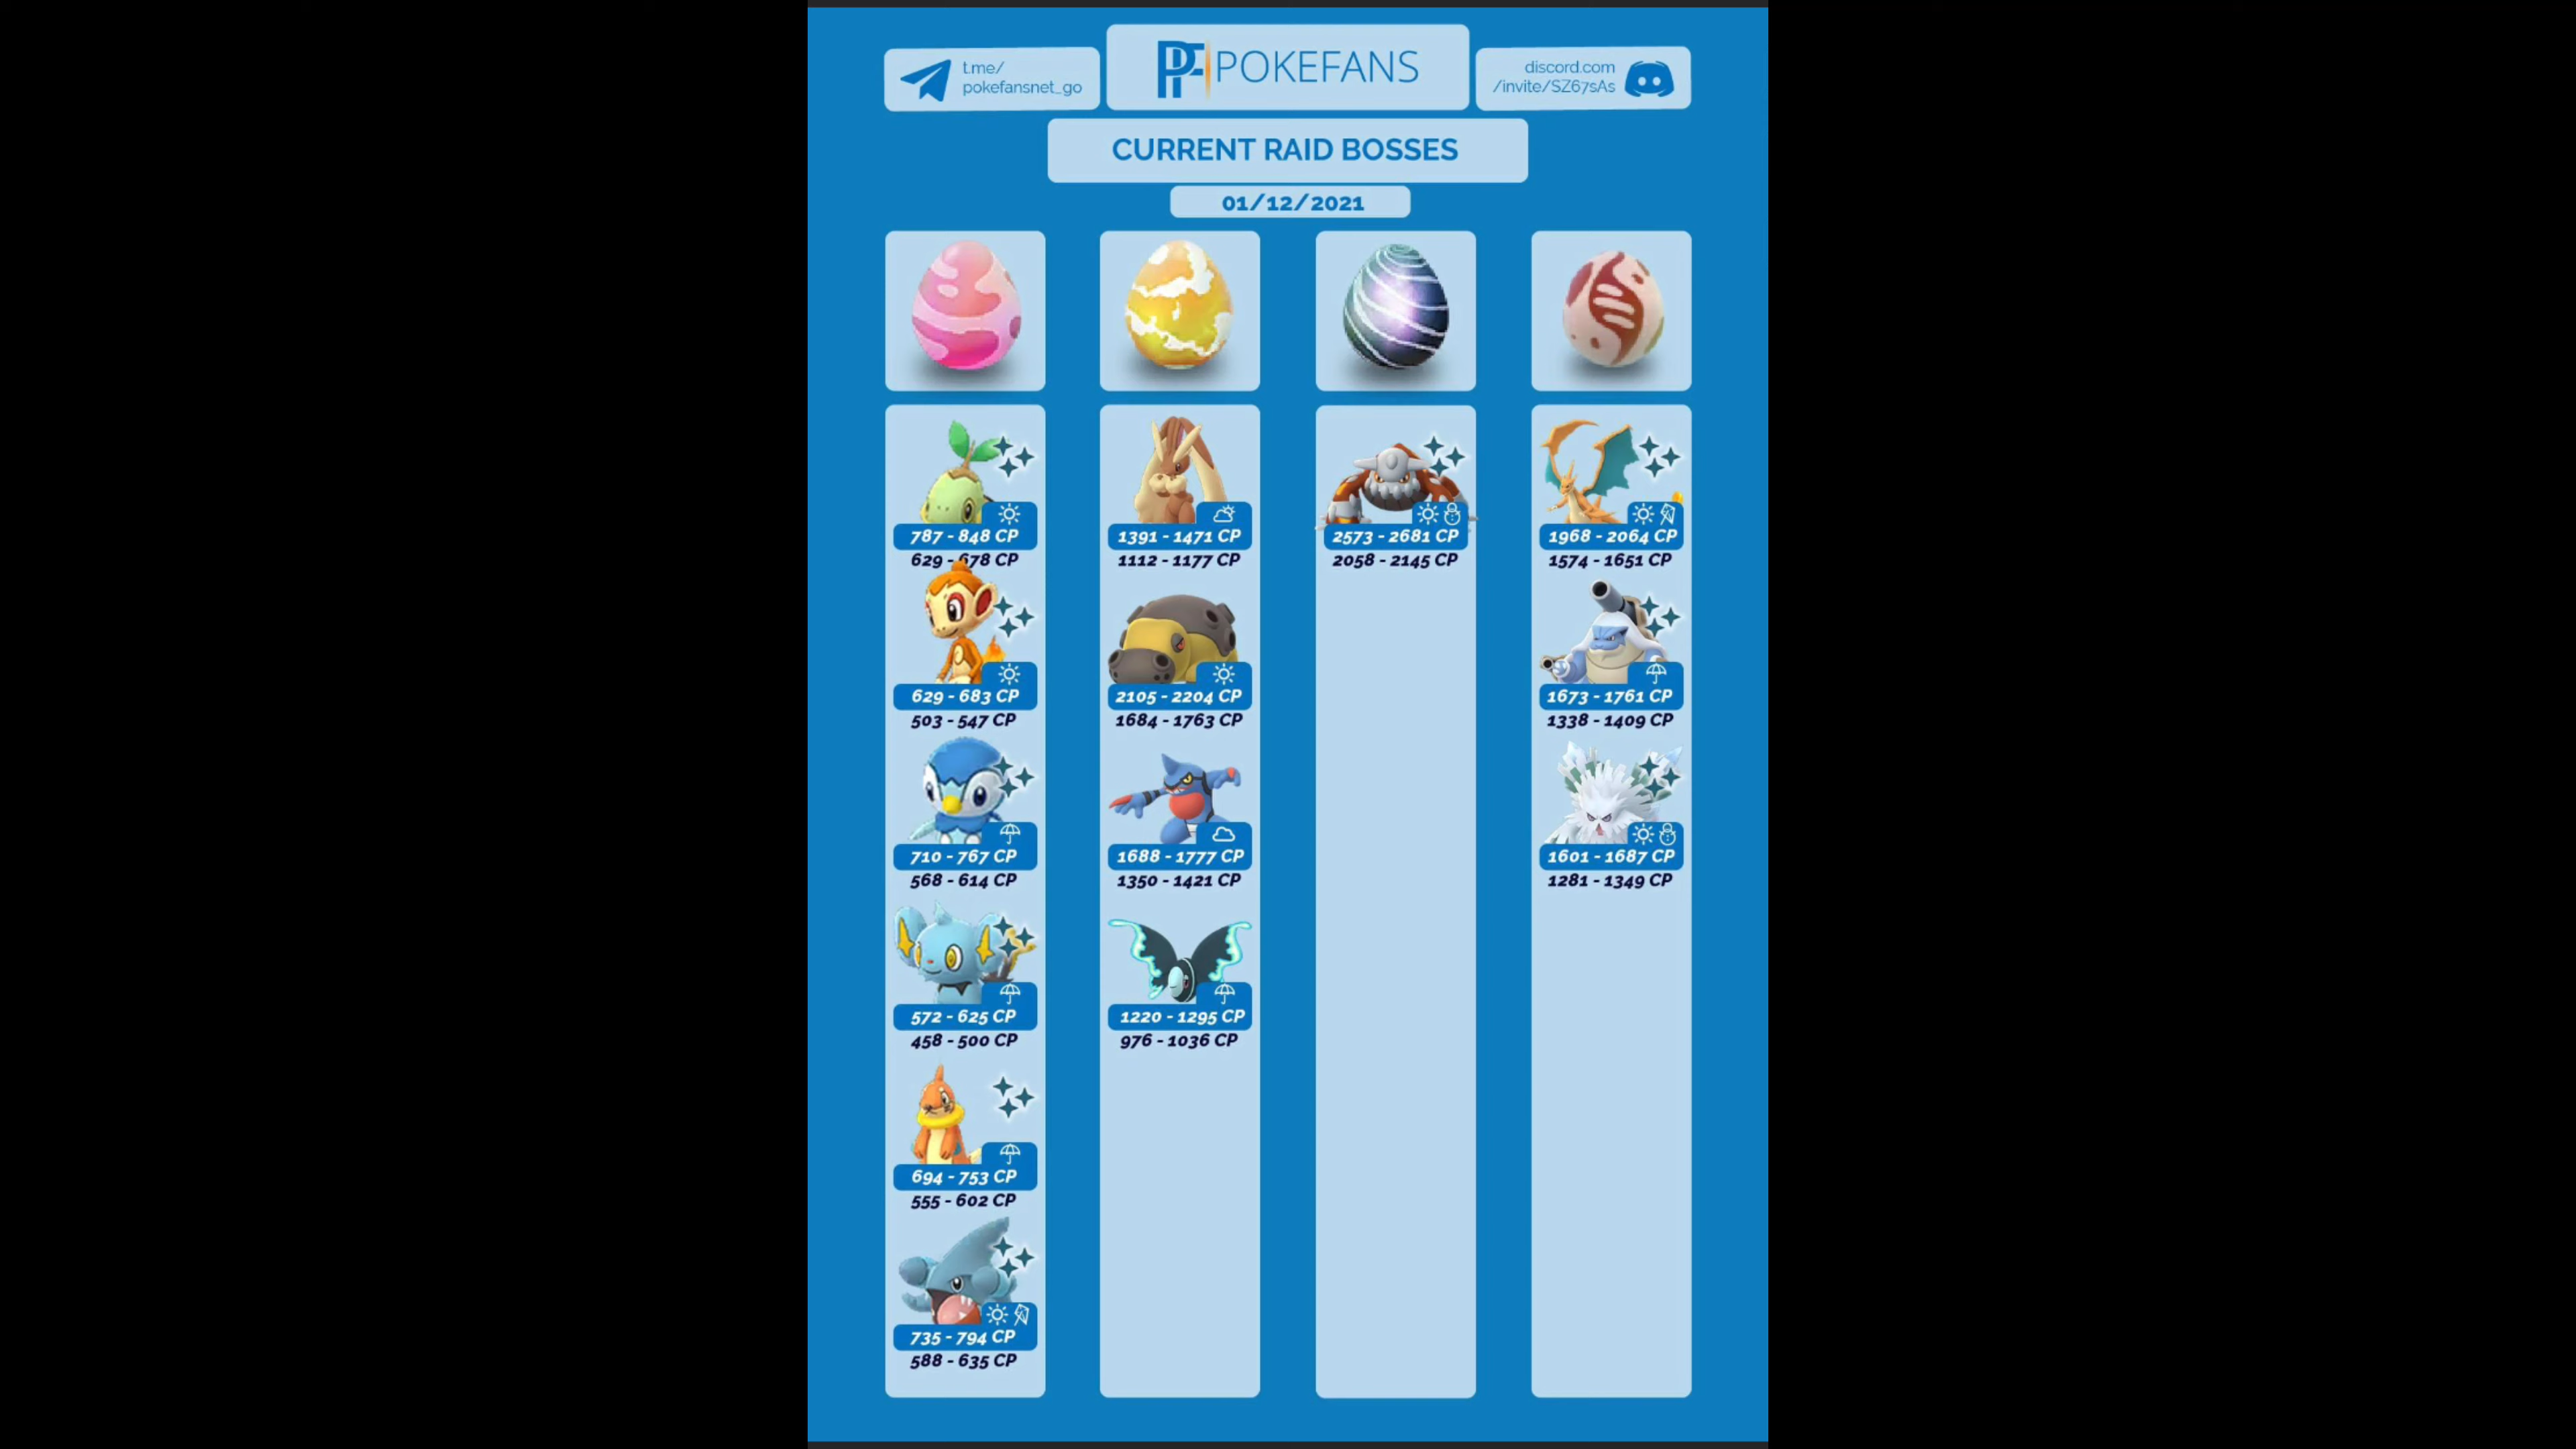 t.me/
pokefansnet_go
PF POKEFANS
discord.com
/invite/SZ67sAs
CURRENT RAID BOSSES
01/12/2021
787 - 848 CP
629 - 678 CP
629 - 683 CP
503 - 547 CP
710 - 767 CP
568 - 614 CP
572 - 625 CP
458 - 500 CP
694 - 753 CP
555 - 602 CP
735 - 794 CP
588 - 635 CP
1391 - 1471 CP
1112 - 1177 CP
2105 - 2204 CP
1684 - 1763 CP
1688 - 1777 CP
1350 - 1421 CP
1220 - 1295 CP
976 - 1036 CP
2573 - 2681 CP
2058 - 2145 CP
1968 - 2064 CP
1574 - 1651 CP
1673 - 1761 CP
1338 - 1409 CP
1601 - 1687 CP
1281 - 1349 CP